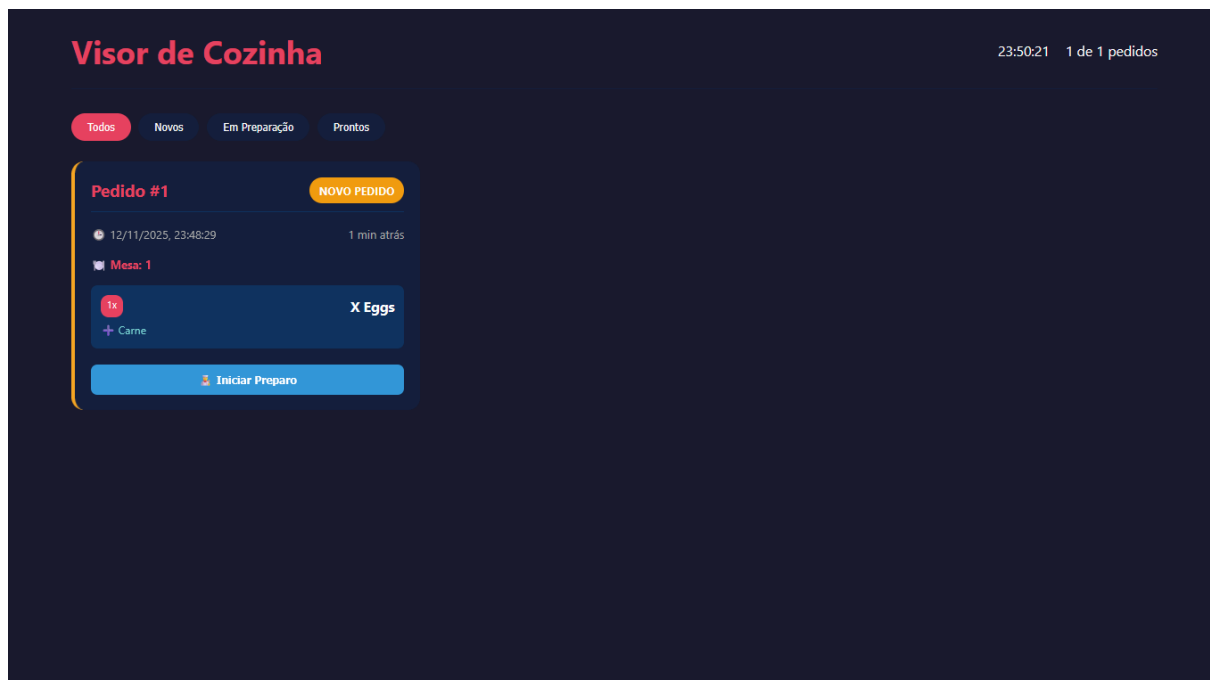 Visor de Cozinha
23:50:21 1 de 1 pedidos
Todos Novos Em Preparação Prontos
Pedido #1 NOVO PEDIDO
12/11/2025, 23:48:29 1 min atrás
Mesa: 1
1x X Eggs
➕ Carne
Iniciar Preparo